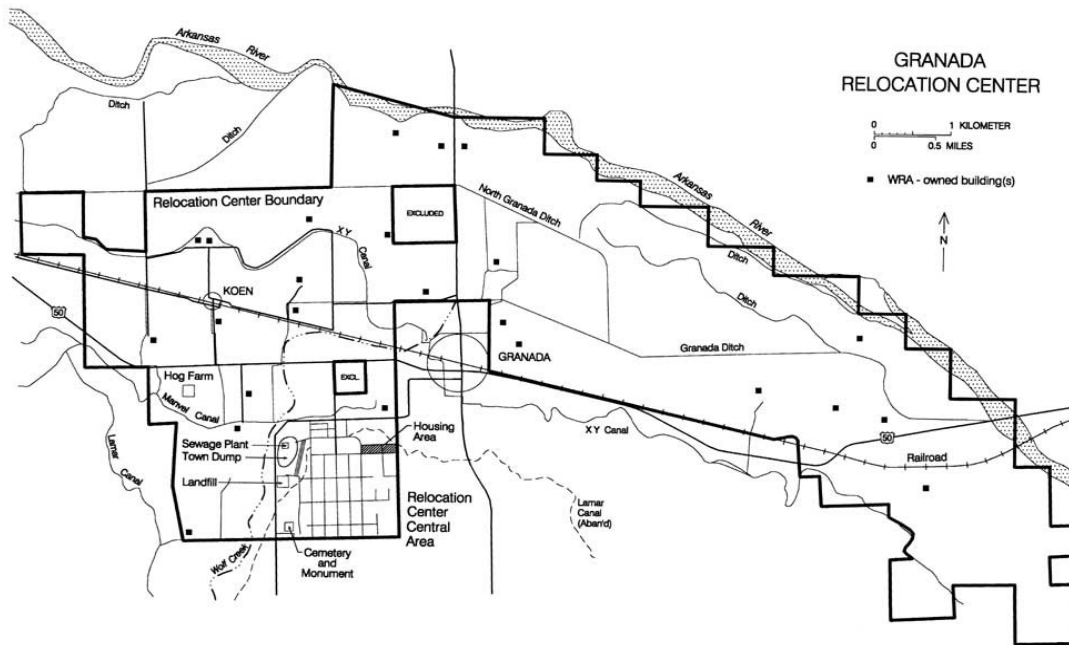 GRANADA
RELOCATION CENTER
0 1 KILOMETER
0 0.5 MILES
WRA - owned building(s)
N
Arkansas
River
Ditch
Ditch
Relocation Center Boundary
EXCLUDED
North Granada Ditch
Arkansas
River
Ditch
X Y
Canal
KOEN
Ditch
50
GRANADA
Granada Ditch
EXCL.
Hog Farm
Manvel Canal
X Y Canal
50
Railroad
Housing
Area
Sewage Plant
Town Dump
Landfill
Lamar
Canal
Lamar
Canal
(Aban'd)
Relocation
Center
Central
Area
Wolf Creek
Cemetery
and
Monument